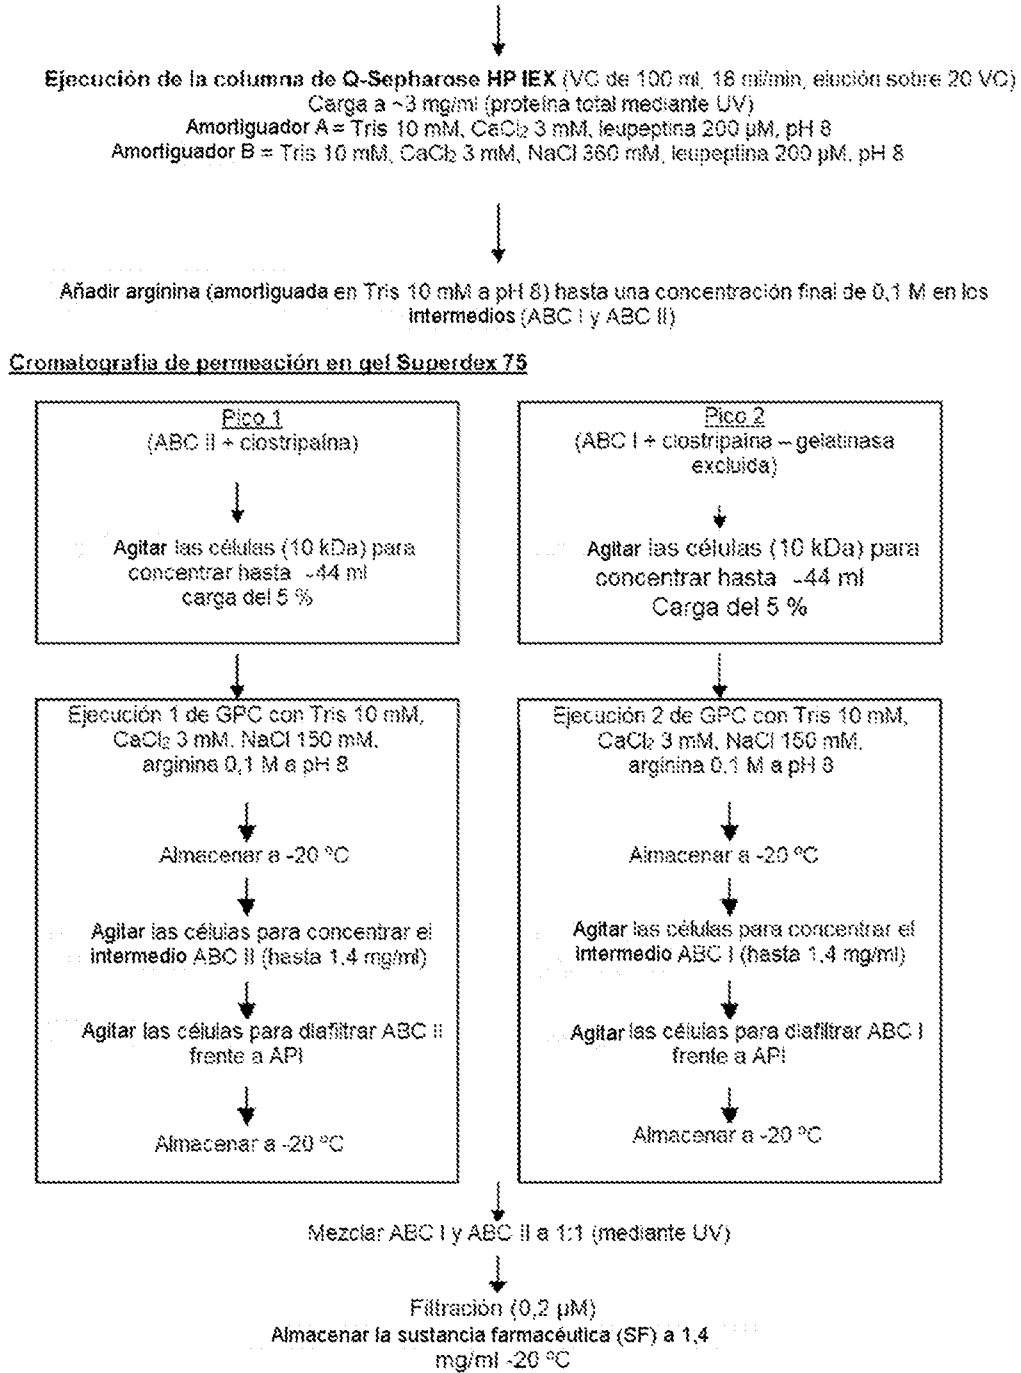 Ejecución de la columna de Q-Sepharose HP IEX (VC de 100 ml, 18 ml/min, elución sobre 20 VC)
Carga a ~3 mg/ml (proteína total mediante UV)
Amortiguador A = Tris 10 mM, CaCl₂ 3 mM, leupeptina 200 µM, pH 8
Amortiguador B = Tris 10 mM, CaCl₂ 3 mM, NaCl 360 mM, leupeptina 200 µM, pH 8
Añadir arginina (amortiguada en Tris 10 mM a pH 8) hasta una concentración final de 0,1 M en los
intermedios (ABC I y ABC II)
Cromatografía de permeación en gel Superdex 75
Pico 1
(ABC II + clostripaína)
Agitar las células (10 kDa) para
concentrar hasta ~44 ml
carga del 5 %
Ejecución 1 de GPC con Tris 10 mM,
CaCl₂ 3 mM, NaCl 150 mM,
arginina 0,1 M a pH 8
Almacenar a -20 ºC
Agitar las células para concentrar el
intermedio ABC II (hasta 1,4 mg/ml)
Agitar las células para diafiltrar ABC II
frente a API
Almacenar a -20 ºC
Pico 2
(ABC I + clostripaína – gelatinasa
excluida)
Agitar las células (10 kDa) para
concentrar hasta ~44 ml
Carga del 5 %
Ejecución 2 de GPC con Tris 10 mM,
CaCl₂ 3 mM, NaCl 150 mM,
arginina 0,1 M a pH 8
Almacenar a -20 ºC
Agitar las células para concentrar el
intermedio ABC I (hasta 1,4 mg/ml)
Agitar las células para diafiltrar ABC I
frente a API
Almacenar a -20 ºC
Mezclar ABC I y ABC II a 1:1 (mediante UV)
Filtración (0,2 µM)
Almacenar la sustancia farmacéutica (SF) a 1,4
mg/ml -20 ºC